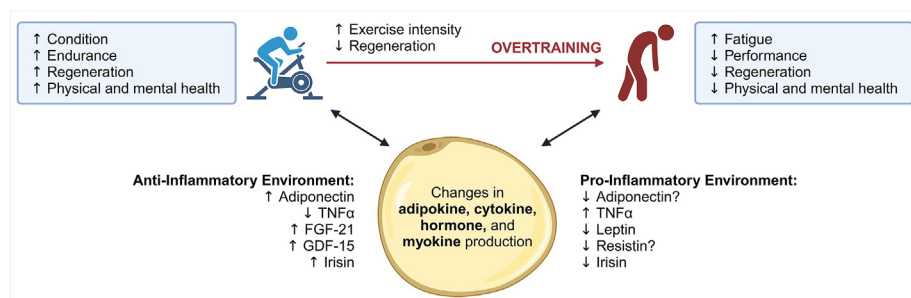 ↑ Condition
↑ Endurance
↑ Regeneration
↑ Physical and mental health
↑ Exercise intensity
↓ Regeneration
OVERTRAINING
↑ Fatigue
↓ Performance
↓ Regeneration
↓ Physical and mental health
Anti-Inflammatory Environment:
↑ Adiponectin
↓ TNFα
↑ FGF-21
↑ GDF-15
↑ Irisin
Changes in
adipokine, cytokine,
hormone, and
myokine production
Pro-Inflammatory Environment:
↓ Adiponectin?
↑ TNFα
↓ Leptin
↓ Resistin?
↓ Irisin